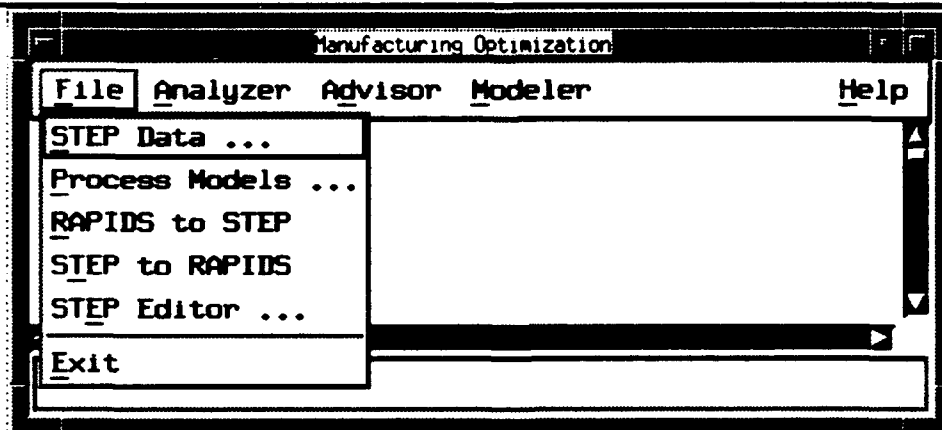 Manufacturing Optimization
File Analyzer Advisor Modeler Help
STEP Data ...
Process Models ...
RAPIDS to STEP
STEP to RAPIDS
STEP Editor ...
Exit